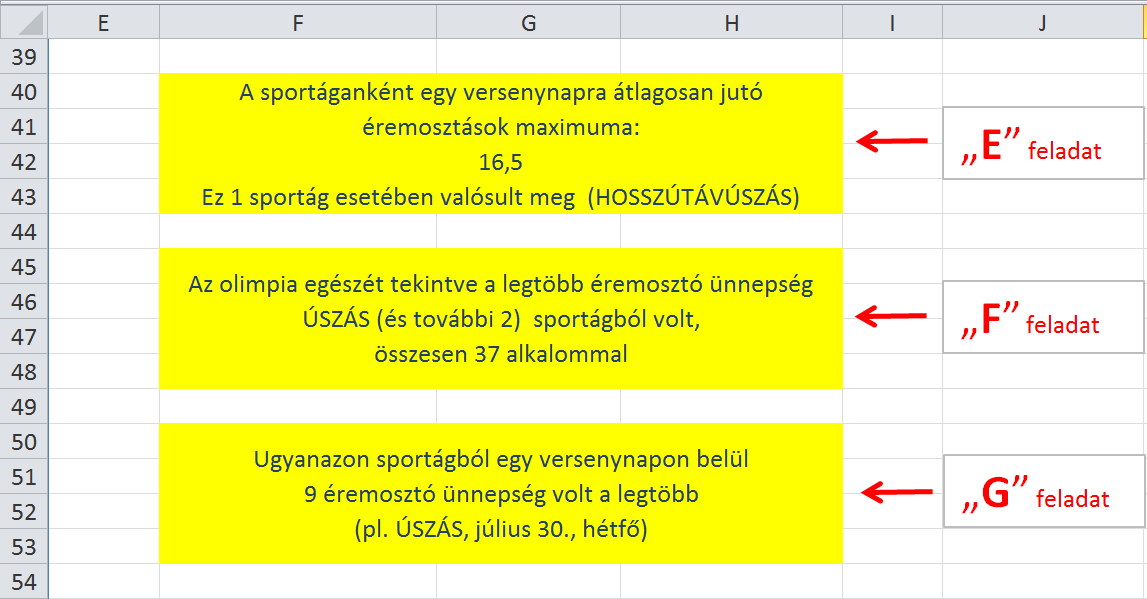 E F G H I J
39
40
A sportáganként egy versenynapra átlagosan jutó
41
éremosztások maximuma:
„E” feladat
42
16,5
43
Ez 1 sportág esetében valósult meg (HOSSZÚTÁVÚSZÁS)
44
45
Az olimpia egészét tekintve a legtöbb éremosztó ünnepség
46
ÚSZÁS (és további 2) sportágból volt,
„F” feladat
47
összesen 37 alkalommal
48
49
50
Ugyanazon sportágból egy versenynapon belül
51
9 éremosztó ünnepség volt a legtöbb
„G” feladat
52
(pl. ÚSZÁS, július 30., hétfő)
53
54